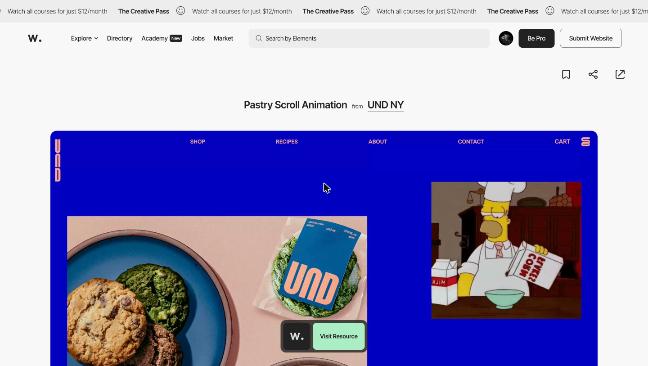 Watch all courses for just $12/month The Creative Pass Watch all courses for just $12/month The Creative Pass Watch all courses for just $12/month The Creative Pass Watch all courses for just $12/m
W. Explore Directory Academy New Jobs Market Search by Elements Be Pro Submit Website
Pastry Scroll Animation from UND NY
UND SHOP RECIPES ABOUT CONTACT CART
UND
MILK
CORN
W. Visit Resource